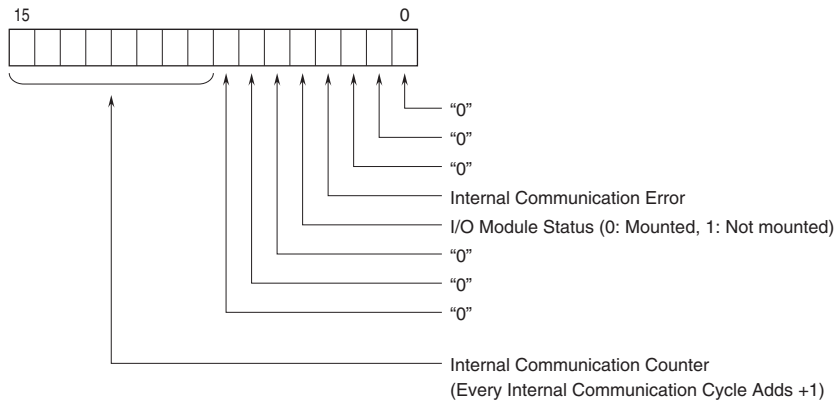 15 0
“0”
“0”
“0”
Internal Communication Error
I/O Module Status (0: Mounted, 1: Not mounted)
“0”
“0”
“0”
Internal Communication Counter
(Every Internal Communication Cycle Adds +1)